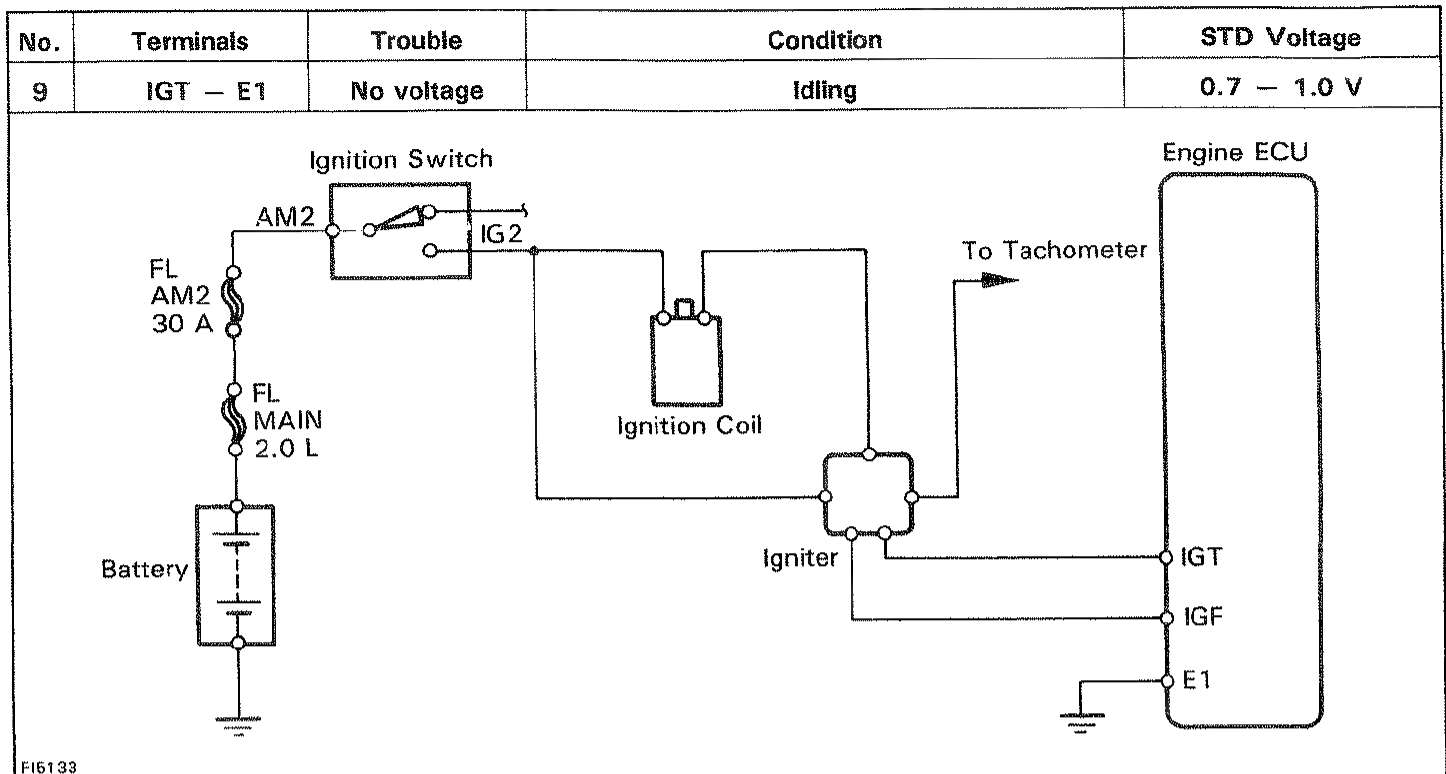 No. Terminals Trouble Condition STD Voltage
9 IGT — E1 No voltage Idling 0.7 — 1.0 V
Ignition Switch
Engine ECU
AM2
IG2
To Tachometer
FL
AM2
30 A
FL
MAIN
2.0 L
Ignition Coil
Battery
Igniter
IGT
IGF
E1
FI5133